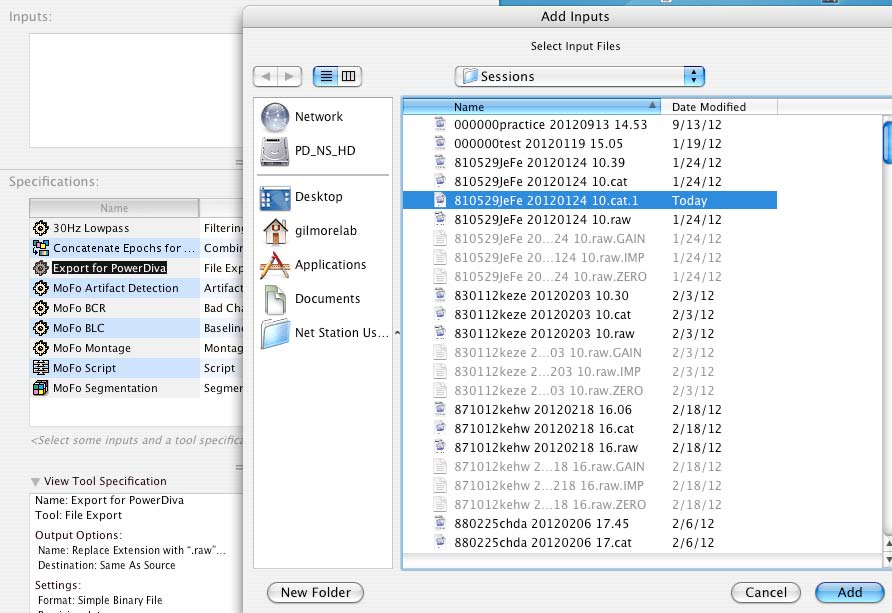 Inputs:
Add Inputs
Select Input Files
Sessions
Network
PD_NS_HD
Desktop
gilmorelab
Applications
Documents
Net Station Us...
Name Date Modified
000000practice 20120913 14.53 9/13/12
000000test 20120119 15.05 1/19/12
810529JeFe 20120124 10.39 1/24/12
810529JeFe 20120124 10.cat 1/24/12
810529JeFe 20120124 10.cat.1 Today
810529JeFe 20120124 10.raw 1/24/12
810529JeFe 20...24 10.raw.GAIN 1/24/12
810529JeFe 20...124 10.raw.IMP 1/24/12
810529JeFe 20...24 10.raw.ZERO 1/24/12
830112keze 20120203 10.30 2/3/12
830112keze 20120203 10.cat 2/3/12
830112keze 20120203 10.raw 2/3/12
830112keze 2...03 10.raw.GAIN 2/3/12
830112keze 2...203 10.raw.IMP 2/3/12
830112keze 2...03 10.raw.ZERO 2/3/12
871012kehw 20120218 16.06 2/18/12
871012kehw 20120218 16.cat 2/18/12
871012kehw 20120218 16.raw 2/18/12
871012kehw 2...18 16.raw.GAIN 2/18/12
871012kehw 2...18 16.raw.IMP 2/18/12
871012kehw 2...18 16.raw.ZERO 2/18/12
880225chda 20120206 17.45 2/6/12
880225chda 20120206 17.cat 2/6/12
New Folder
Cancel
Add
Specifications:
Name
30Hz Lowpass Filtering
Concatenate Epochs for ... Combin
Export for PowerDiva File Exp
MoFo Artifact Detection Artifact
MoFo BCR Bad Cha
MoFo BLC Baseline
MoFo Montage Montag
MoFo Script Script
MoFo Segmentation Segmen
<Select some inputs and a tool specifica
View Tool Specification
Name: Export for PowerDiva
Tool: File Export
Output Options:
Name: Replace Extension with “.raw”...
Destination: Same As Source
Settings:
Format: Simple Binary File